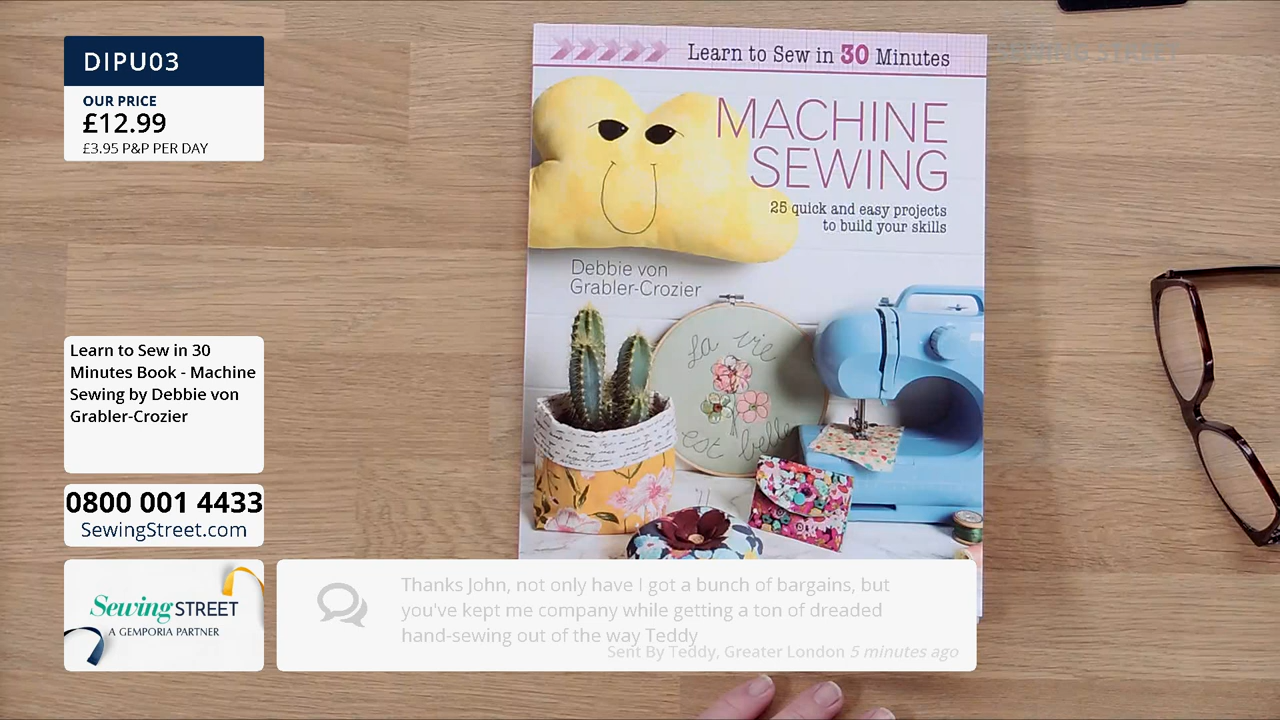 DIPU03
OUR PRICE
£12.99
£3.95 P&P PER DAY
SEWING STREET
Learn to Sew in 30 Minutes
MACHINE
SEWING
25 quick and easy projects
to build your skills
Debbie von
Grabler-Crozier
La vie
est belle
Learn to Sew in 30
Minutes Book - Machine
Sewing by Debbie von
Grabler-Crozier
0800 001 4433
SewingStreet.com
Sewing STREET
A GEMPORIA PARTNER
Thanks John, not only have I got a bunch of bargains, but
you've kept me company while getting a ton of dreaded
hand-sewing out of the way Teddy
Sent By Teddy, Greater London 5 minutes ago